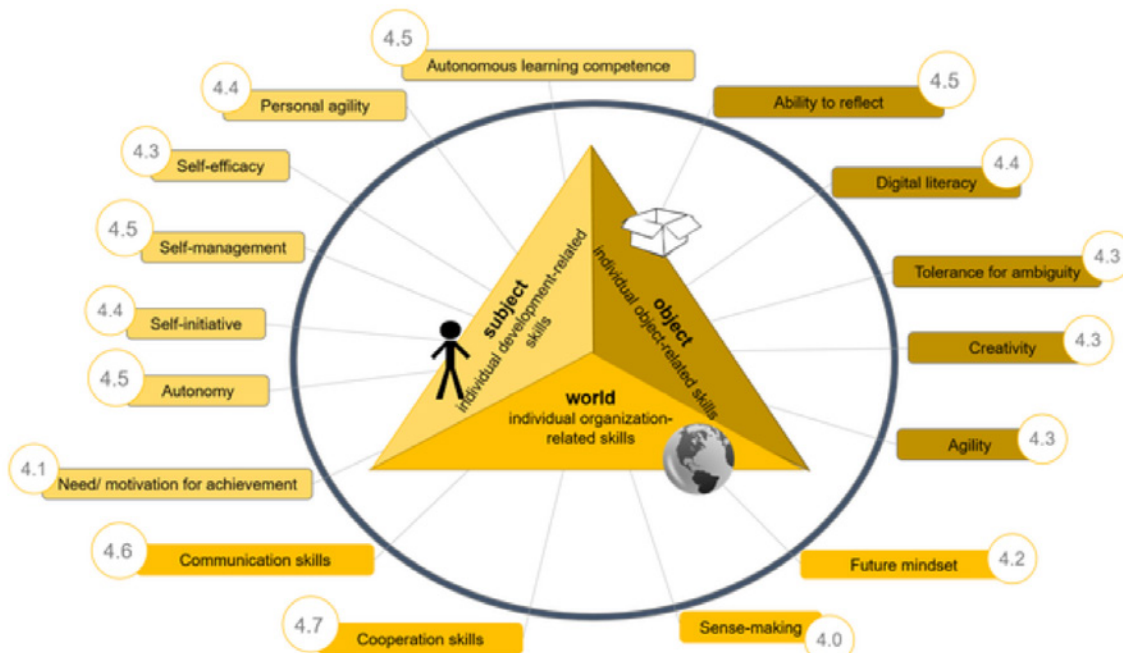 4.5
Autonomous learning competence
4.4
Personal agility
4.5
Ability to reflect
4.3
Self-efficacy
4.4
Digital literacy
4.5
Self-management
4.3
Tolerance for ambiguity
4.4
Self-initiative
4.3
Creativity
4.5
Autonomy
4.3
Agility
4.1
Need/ motivation for achievement
subject
individual development-related
skills
object
individual object-related skills
world
individual organization-
related skills
4.6
Communication skills
4.2
Future mindset
4.7
Cooperation skills
Sense-making
4.0